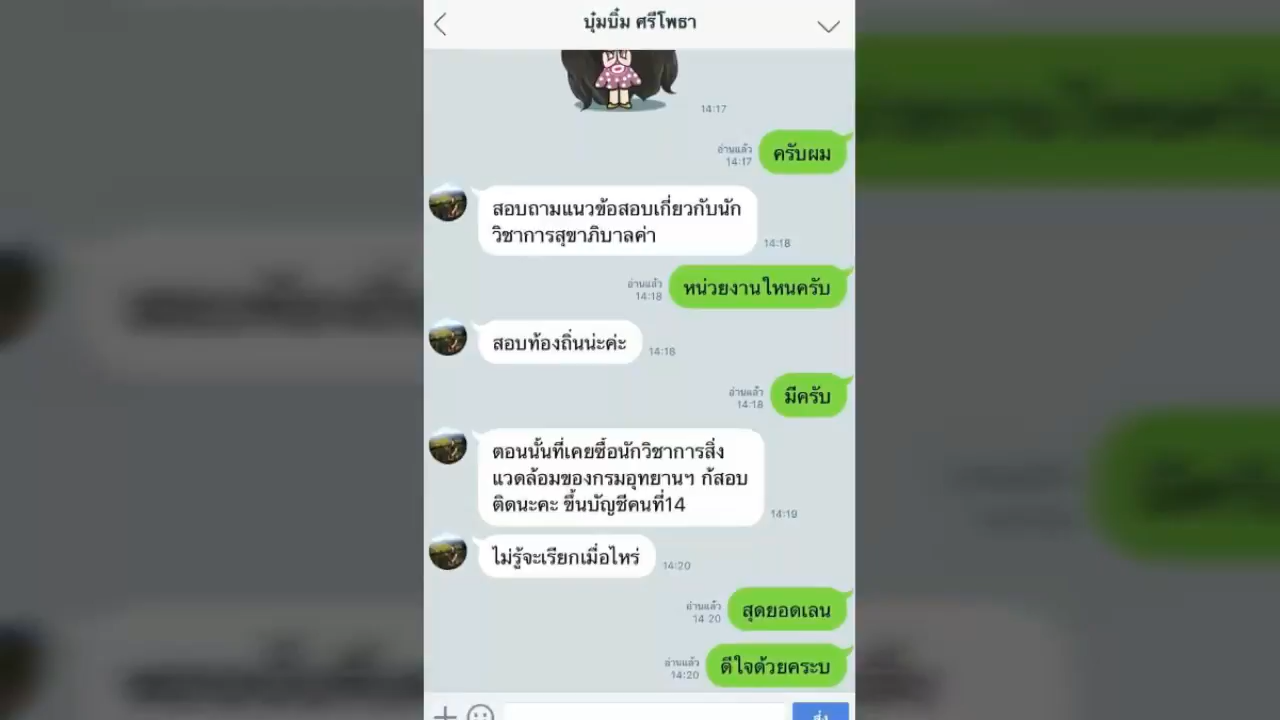 บุ๋มบิ๋ม ศรีโพธา
14:17
อ่านแล้ว
14:17
ครับผม
สอบถามแนวข้อสอบเกี่ยวกับนัก
วิชาการสุขาภิบาลค่า
14:18
อ่านแล้ว
14:18
หน่วยงานใหนครับ
สอบท้องถิ่นน่ะค่ะ
14:18
อ่านแล้ว
14:18
มีครับ
ตอนนั้นที่เคยซื้อนักวิชาการสิ่ง
แวดล้อมของกรมอุทยานฯ ก้สอบ
ติดนะคะ ขึ้นบัญชีคนที่14
14:19
ไม่รู้จะเรียกเมื่อไหร่
14:20
อ่านแล้ว
14:20
สุดยอดเลน
อ่านแล้ว
14:20
ดีใจด้วยคระบ
ส่ง